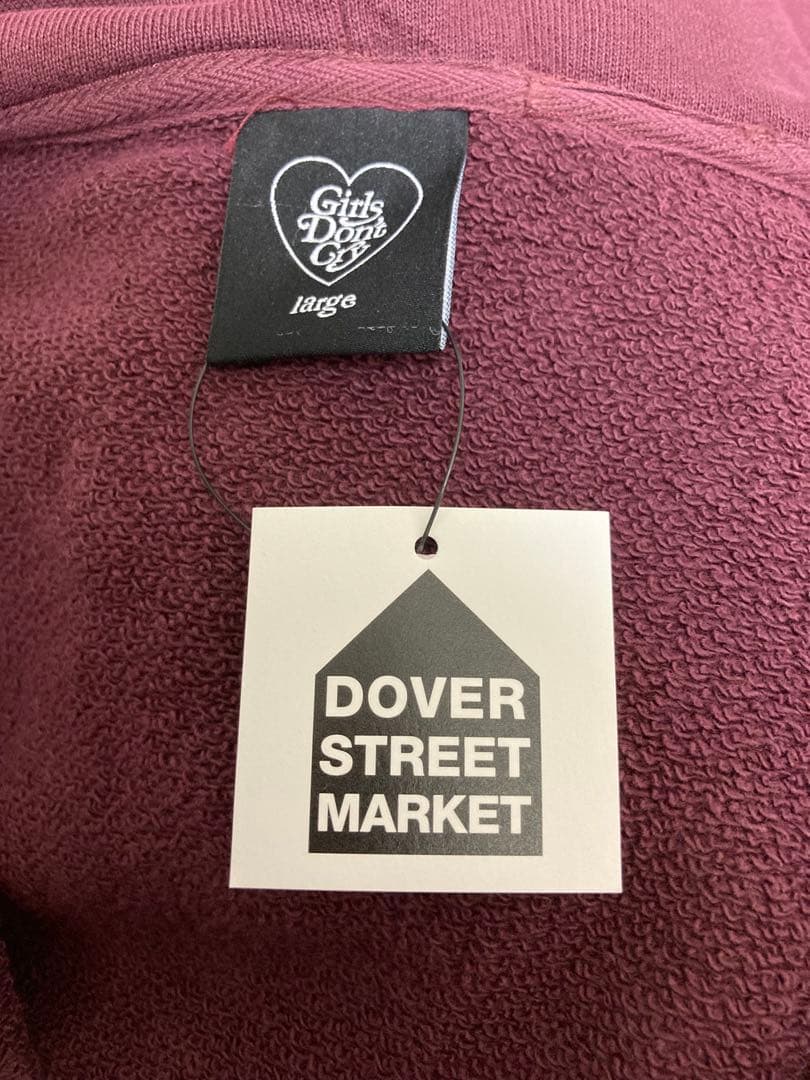 Girls
Don't
Cry
large
DOVER
STREET
MARKET